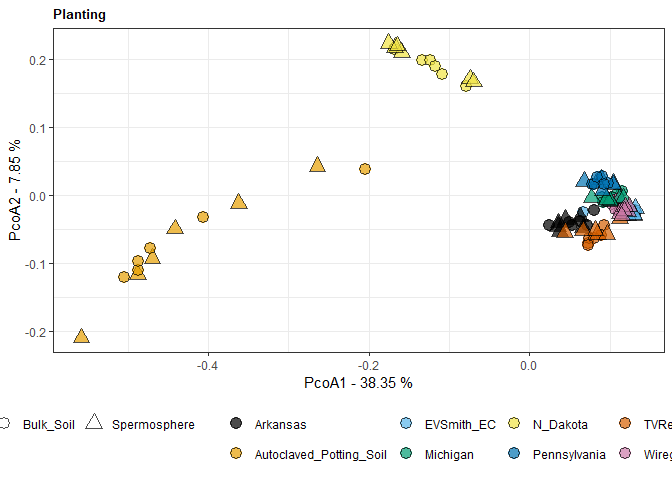 Planting
0.2
0.1
0.0
-0.1
-0.2
PcoA2 - 7.85 %
-0.4
-0.2
0.0
PcoA1 - 38.35 %
Bulk_Soil
Spermosphere
Arkansas
EVSmith_EC
N_Dakota
TVRe
Autoclaved_Potting_Soil
Michigan
Pennsylvania
Wireg